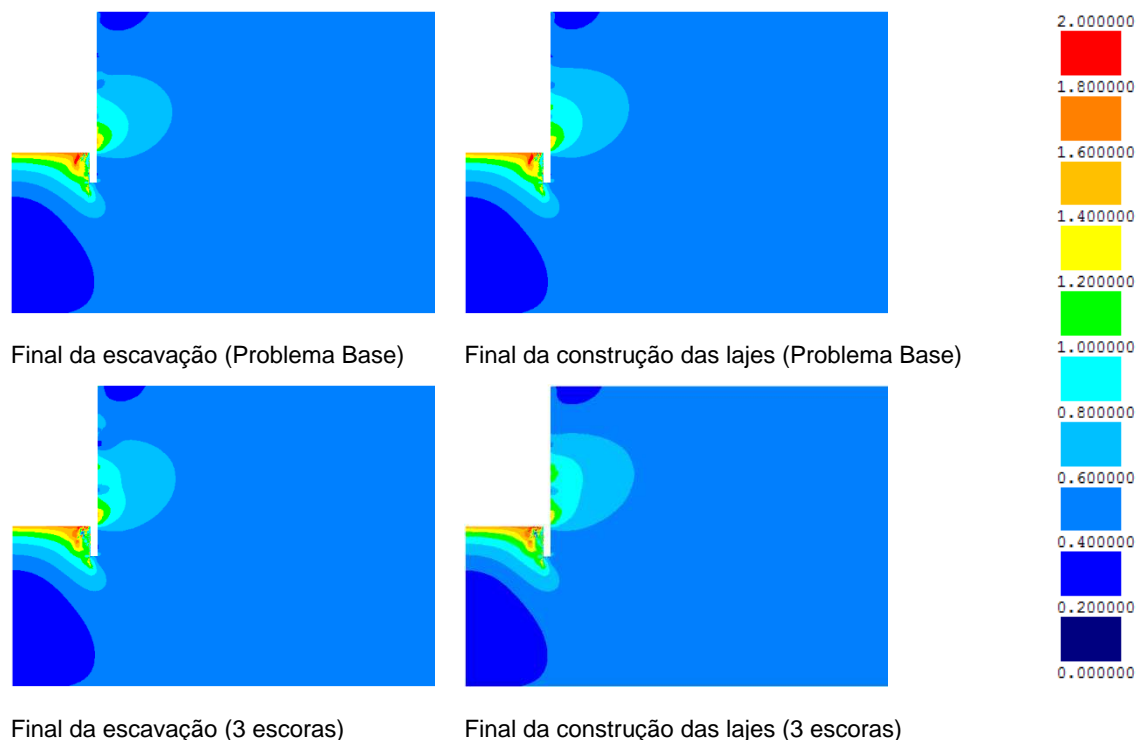 2.000000
1.800000
1.600000
1.400000
1.200000
1.000000
0.800000
0.600000
0.400000
0.200000
0.000000
Final da escavação (Problema Base)
Final da construção das lajes (Problema Base)
Final da escavação (3 escoras)
Final da construção das lajes (3 escoras)